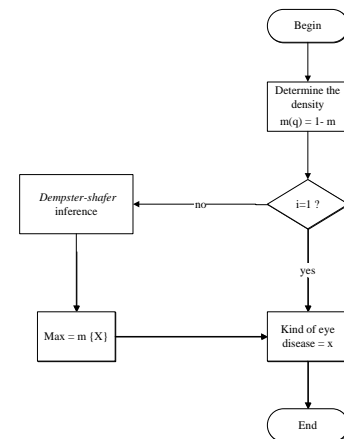 Begin
Determine the
density
m(q) = 1- m
i=1 ?
no
yes
Dempster-shafer
inference
Max = m {X}
Kind of eye
disease = x
End